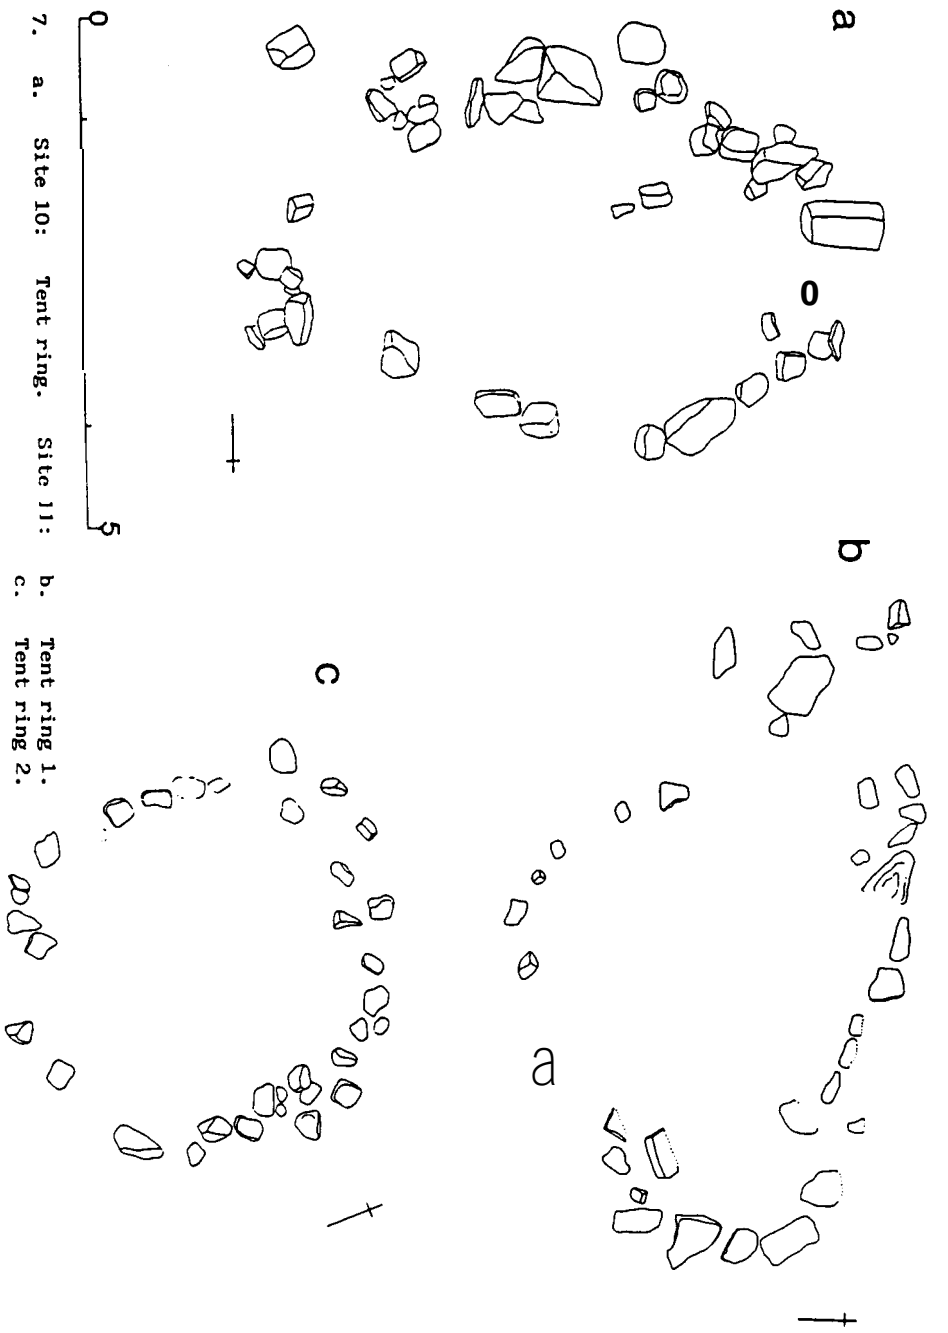 a
0
b
c
a
0 5
7. a. Site 10: Tent ring. Site 11: b. Tent ring 1.
c. Tent ring 2.